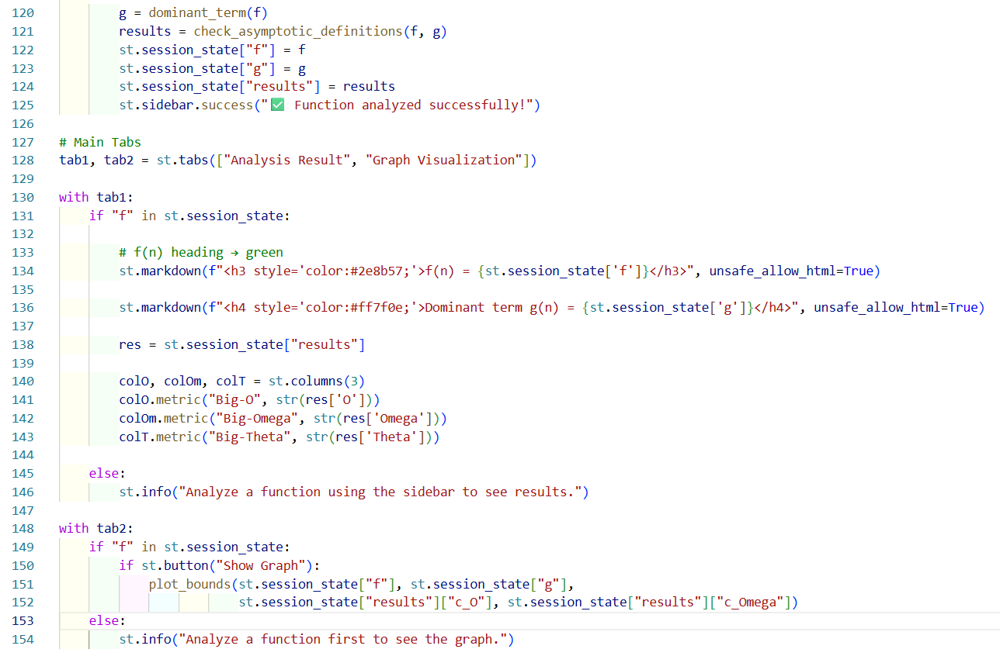 120 g = dominant_term(f)
121 results = check_asymptotic_definitions(f, g)
122 st.session_state["f"] = f
123 st.session_state["g"] = g
124 st.session_state["results"] = results
125 st.sidebar.success("✅ Function analyzed successfully!")
126
127 # Main Tabs
128 tab1, tab2 = st.tabs(["Analysis Result", "Graph Visualization"])
129
130 with tab1:
131 if "f" in st.session_state:
132
133 # f(n) heading → green
134 st.markdown(f"<h3 style='color:#2e8b57;'>f(n) = {st.session_state['f']}</h3>", unsafe_allow_html=True)
135
136 st.markdown(f"<h4 style='color:#ff7f0e;'>Dominant term g(n) = {st.session_state['g']}</h4>", unsafe_allow_html=True)
137
138 res = st.session_state["results"]
139
140 colO, colOm, colT = st.columns(3)
141 colO.metric("Big-O", str(res['O']))
142 colOm.metric("Big-Omega", str(res['Omega']))
143 colT.metric("Big-Theta", str(res['Theta']))
144
145 else:
146 st.info("Analyze a function using the sidebar to see results.")
147
148 with tab2:
149 if "f" in st.session_state:
150 if st.button("Show Graph"):
151 plot_bounds(st.session_state["f"], st.session_state["g"],
152 st.session_state["results"]["c_O"], st.session_state["results"]["c_Omega"])
153 else:
154 st.info("Analyze a function first to see the graph.")